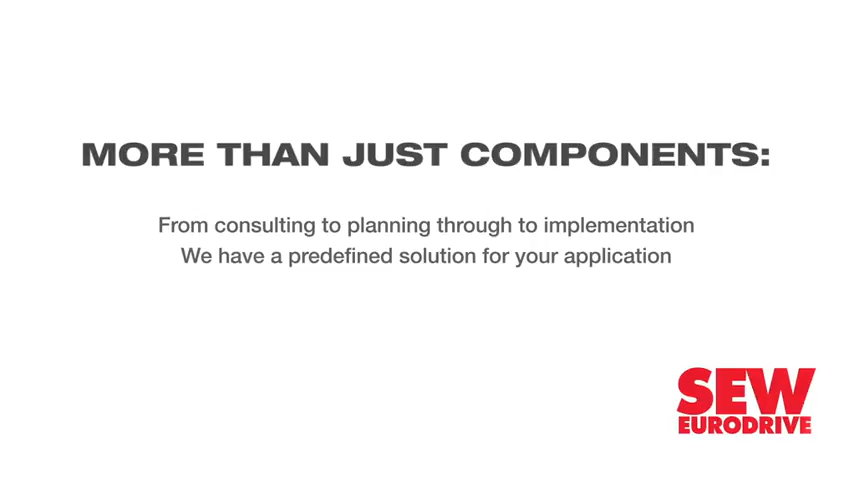 MORE THAN JUST COMPONENTS:
From consulting to planning through to implementation
We have a predefined solution for your application
SEW
EURODRIVE